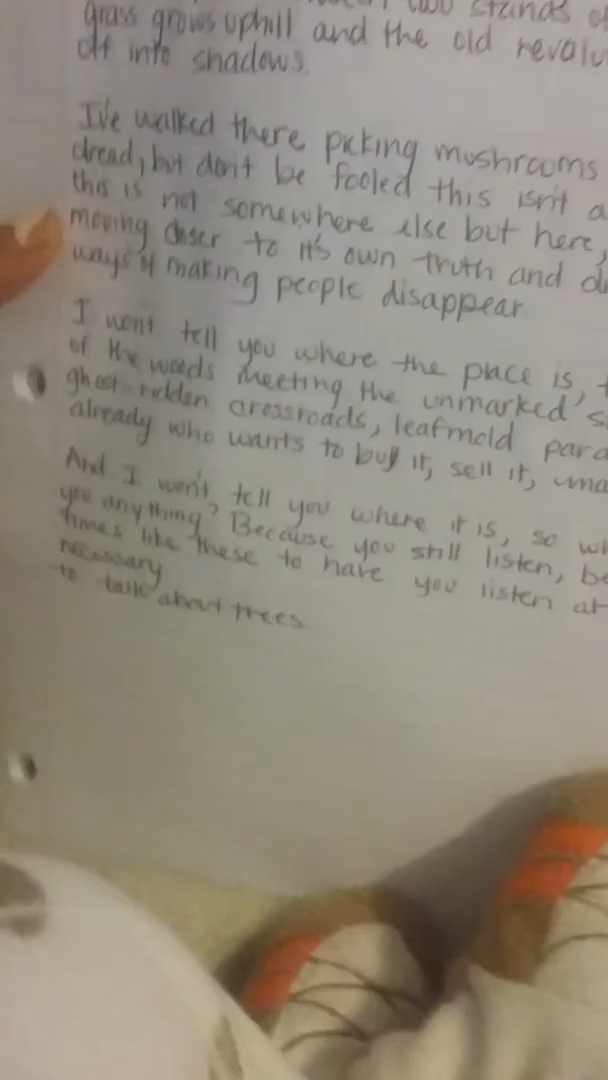 two stands of
grass grows uphill and the old revolu
off into shadows.
I've walked there picking mushrooms
dread, but don't be fooled this isn't a
this is not somewhere else but here,
moving closer to it's own truth and d
ways of making people disappear
I won't tell you where the place is, t
of the woods meeting the unmarked s
ghost-ridden crossroads, leafmold para
already who wants to buy it, sell it, ma
And I won't tell you where it is, so wh
you anything? Because you still listen, be
times like these to have you listen at
necessary
to talk about trees